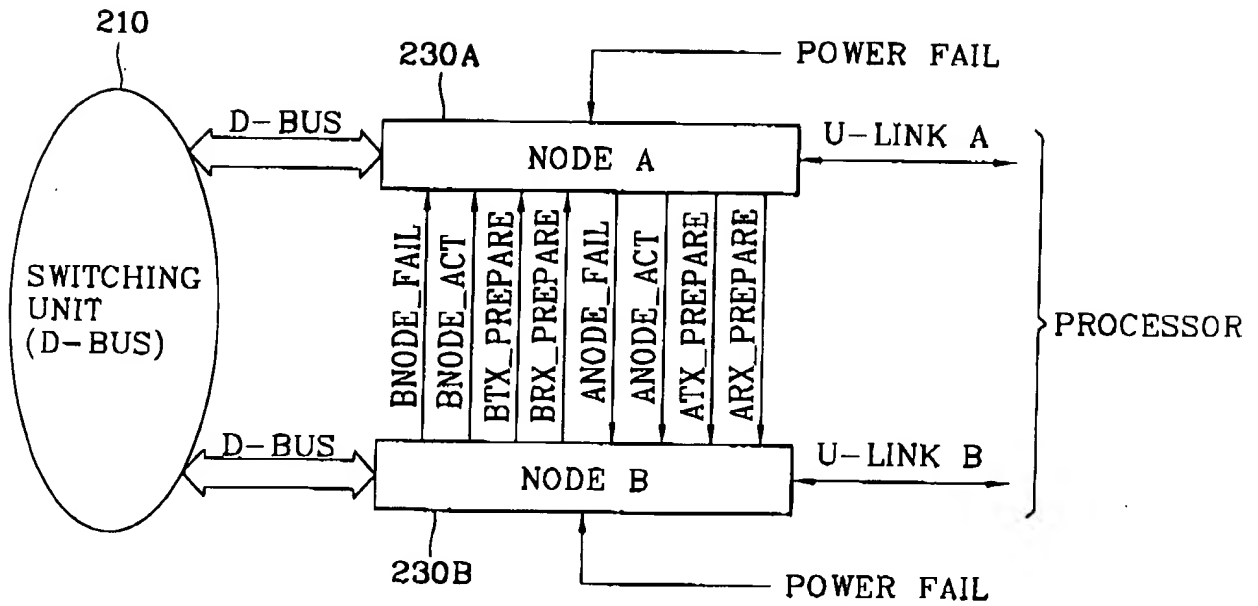 210
230A
POWER FAIL
D-BUS
NODE A
U-LINK A
SWITCHING
UNIT
(D-BUS)
BNODE_FAIL
BNODE_ACT
BTX_PREPARE
BRX_PREPARE
ANODE_FAIL
ANODE_ACT
ATX_PREPARE
ARX_PREPARE
PROCESSOR
D-BUS
NODE B
U-LINK B
230B
POWER FAIL